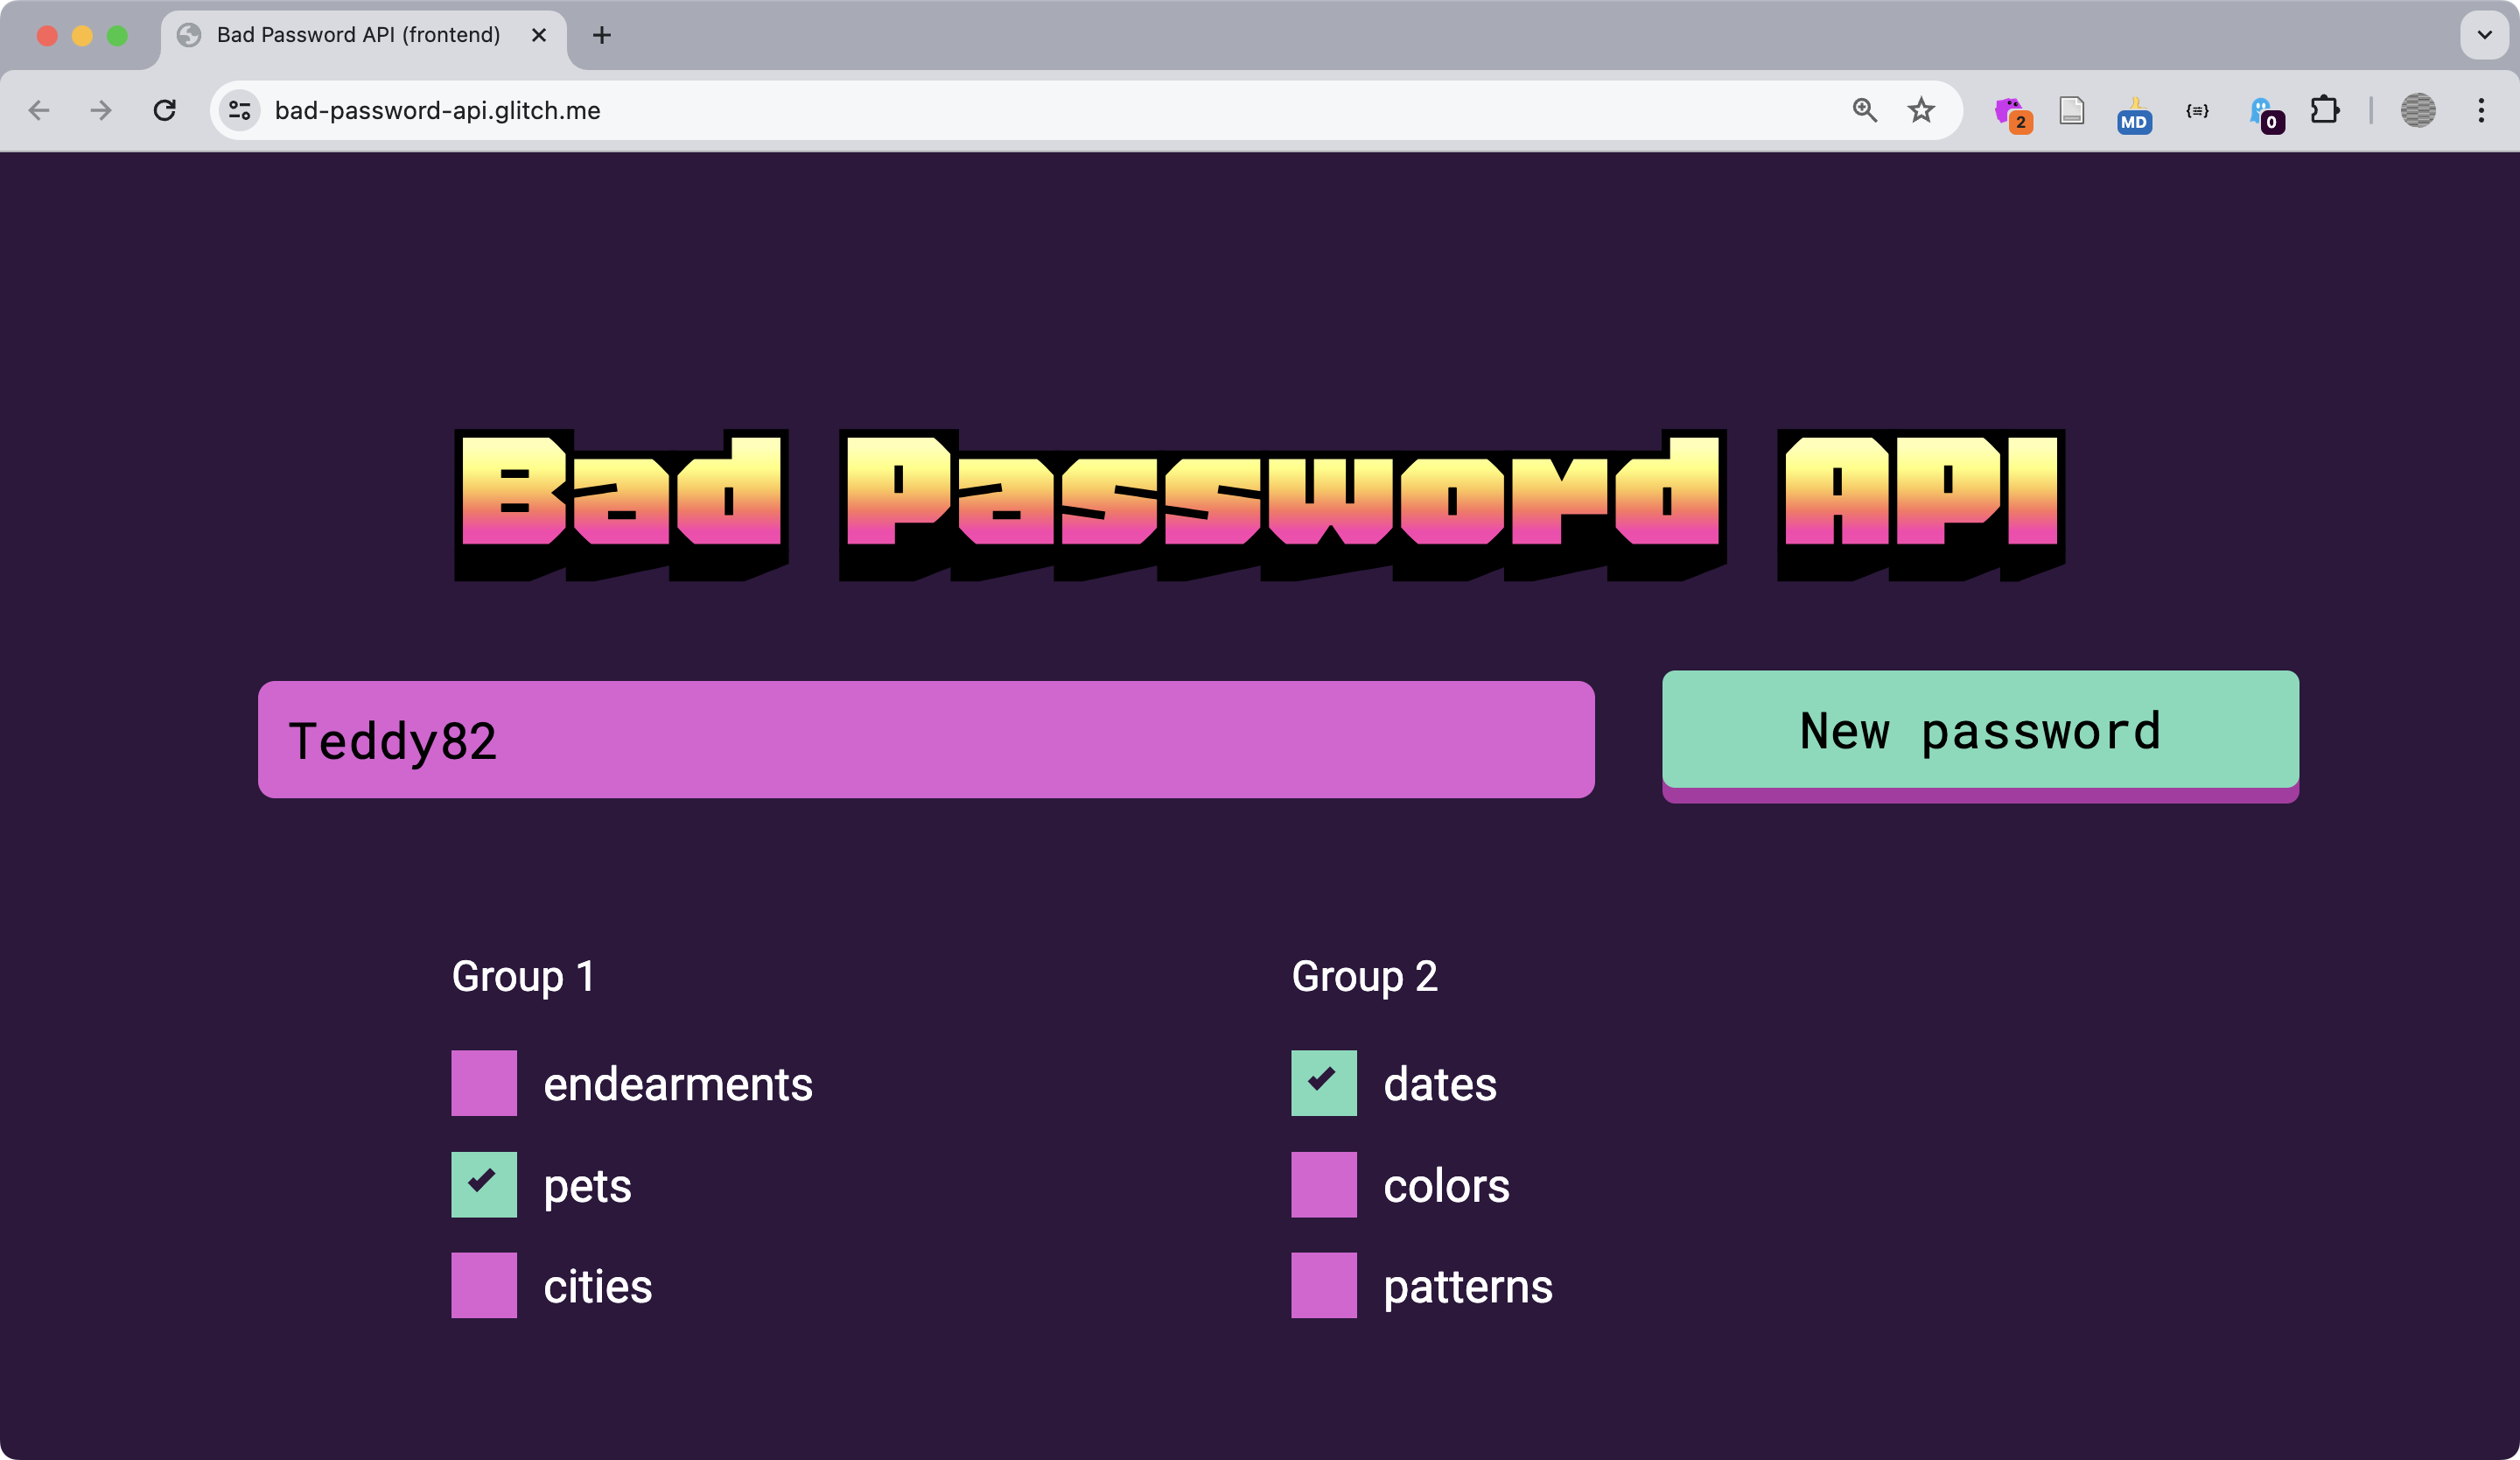 Bad Password API (frontend)
bad-password-api.glitch.me
2
MD
{≡}
0
Bad Password API
Teddy82
New password
Group 1
endearments
pets
cities
Group 2
dates
colors
patterns